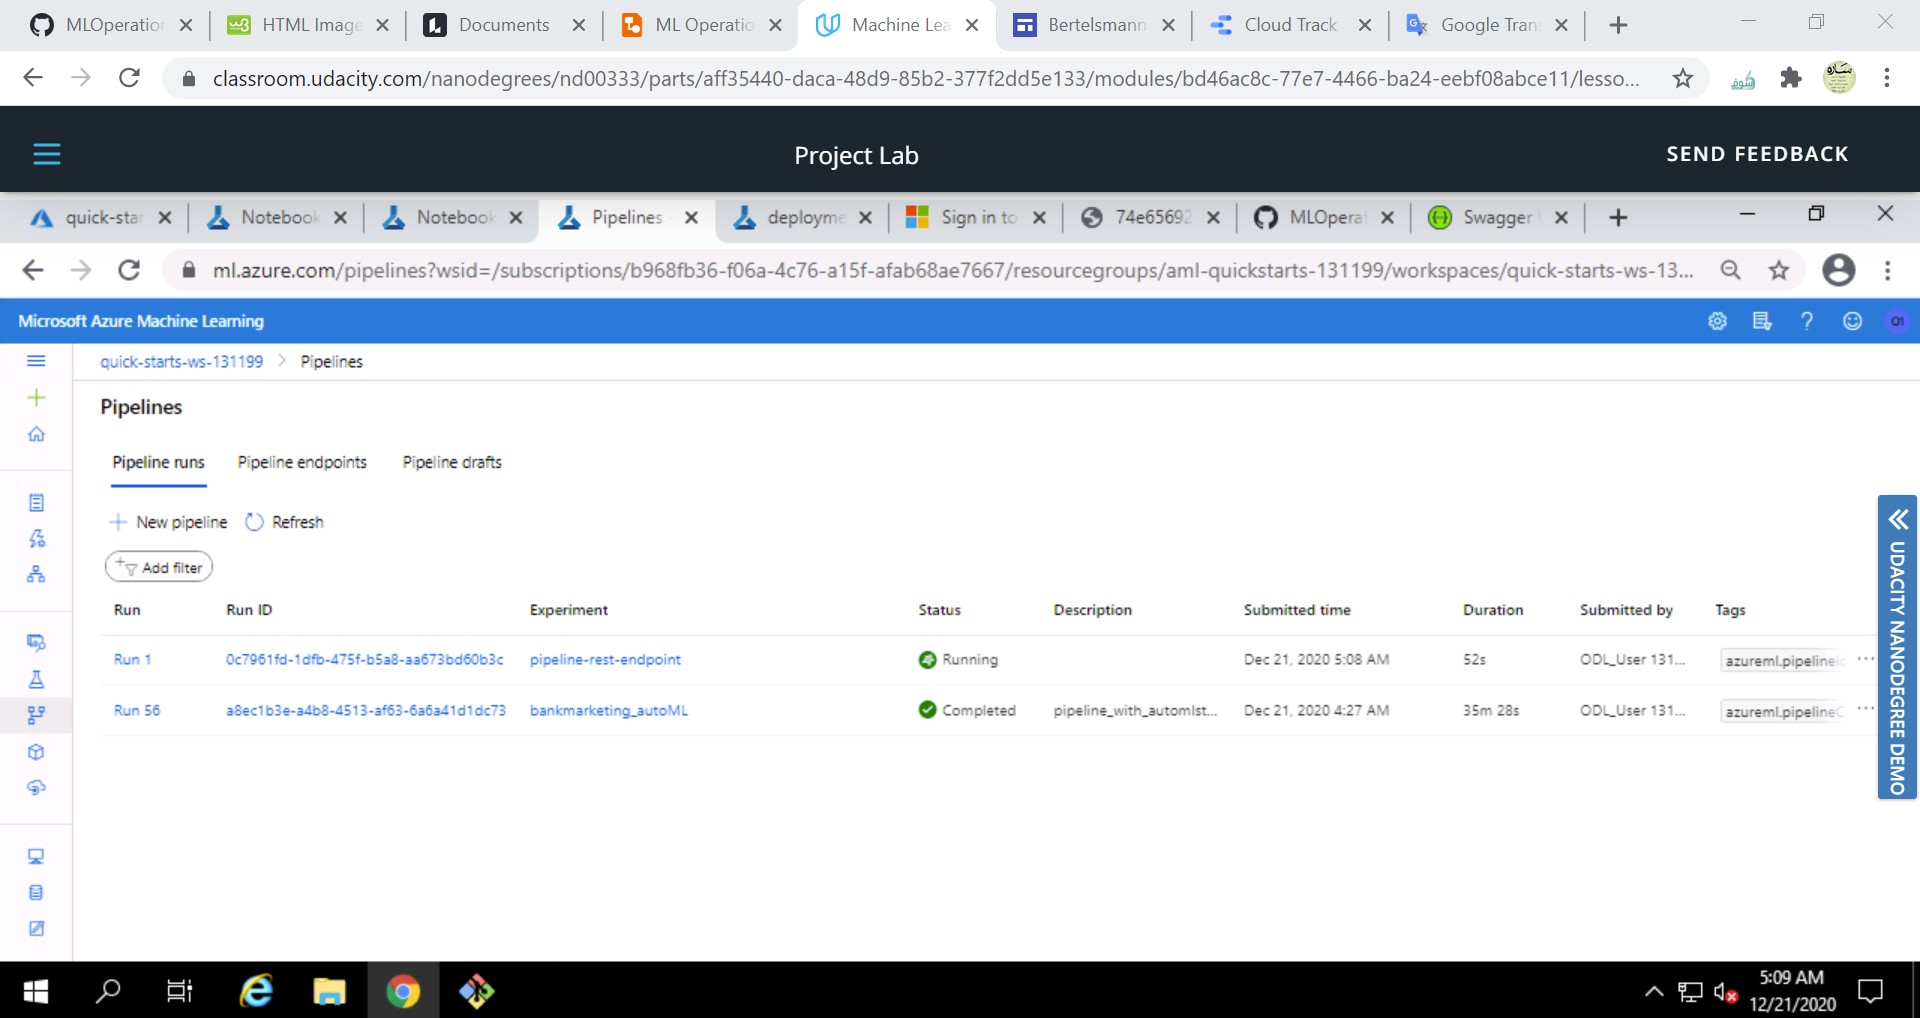 MLOperation
HTML Image
Documents
ML Operatio
Machine Lea
Bertelsmann
Cloud Track
Google Tran
classroom.udacity.com/nanodegrees/nd00333/parts/aff35440-daca-48d9-85b2-377f2dd5e133/modules/bd46ac8c-77e7-4466-ba24-eebf08abce11/lesso...
Project Lab
SEND FEEDBACK
quick-star
Notebook
Notebook
Pipelines -
deployme
Sign in to
74e65692
MLOperat
Swagger
ml.azure.com/pipelines?wsid=/subscriptions/b968fb36-f06a-4c76-a15f-afab68ae7667/resourcegroups/aml-quickstarts-131199/workspaces/quick-starts-ws-13...
Microsoft Azure Machine Learning
quick-starts-ws-131199 > Pipelines
Pipelines
Pipeline runs Pipeline endpoints Pipeline drafts
New pipeline Refresh
Add filter
Run Run ID Experiment Status Description Submitted time Duration Submitted by Tags
Run 1 0c7961fd-1dfb-475f-b5a8-aa673bd60b3c pipeline-rest-endpoint Running Dec 21, 2020 5:08 AM 52s ODL_User 131... azureml.pipelineid ...
Run 56 a8ec1b3e-a4b8-4513-af63-6a6a41d1dc73 bankmarketing_autoML Completed pipeline_with_automlst... Dec 21, 2020 4:27 AM 35m 28s ODL_User 131... azureml.pipelineC ...
UDACITY NANODEGREE DEMO
5:09 AM
12/21/2020